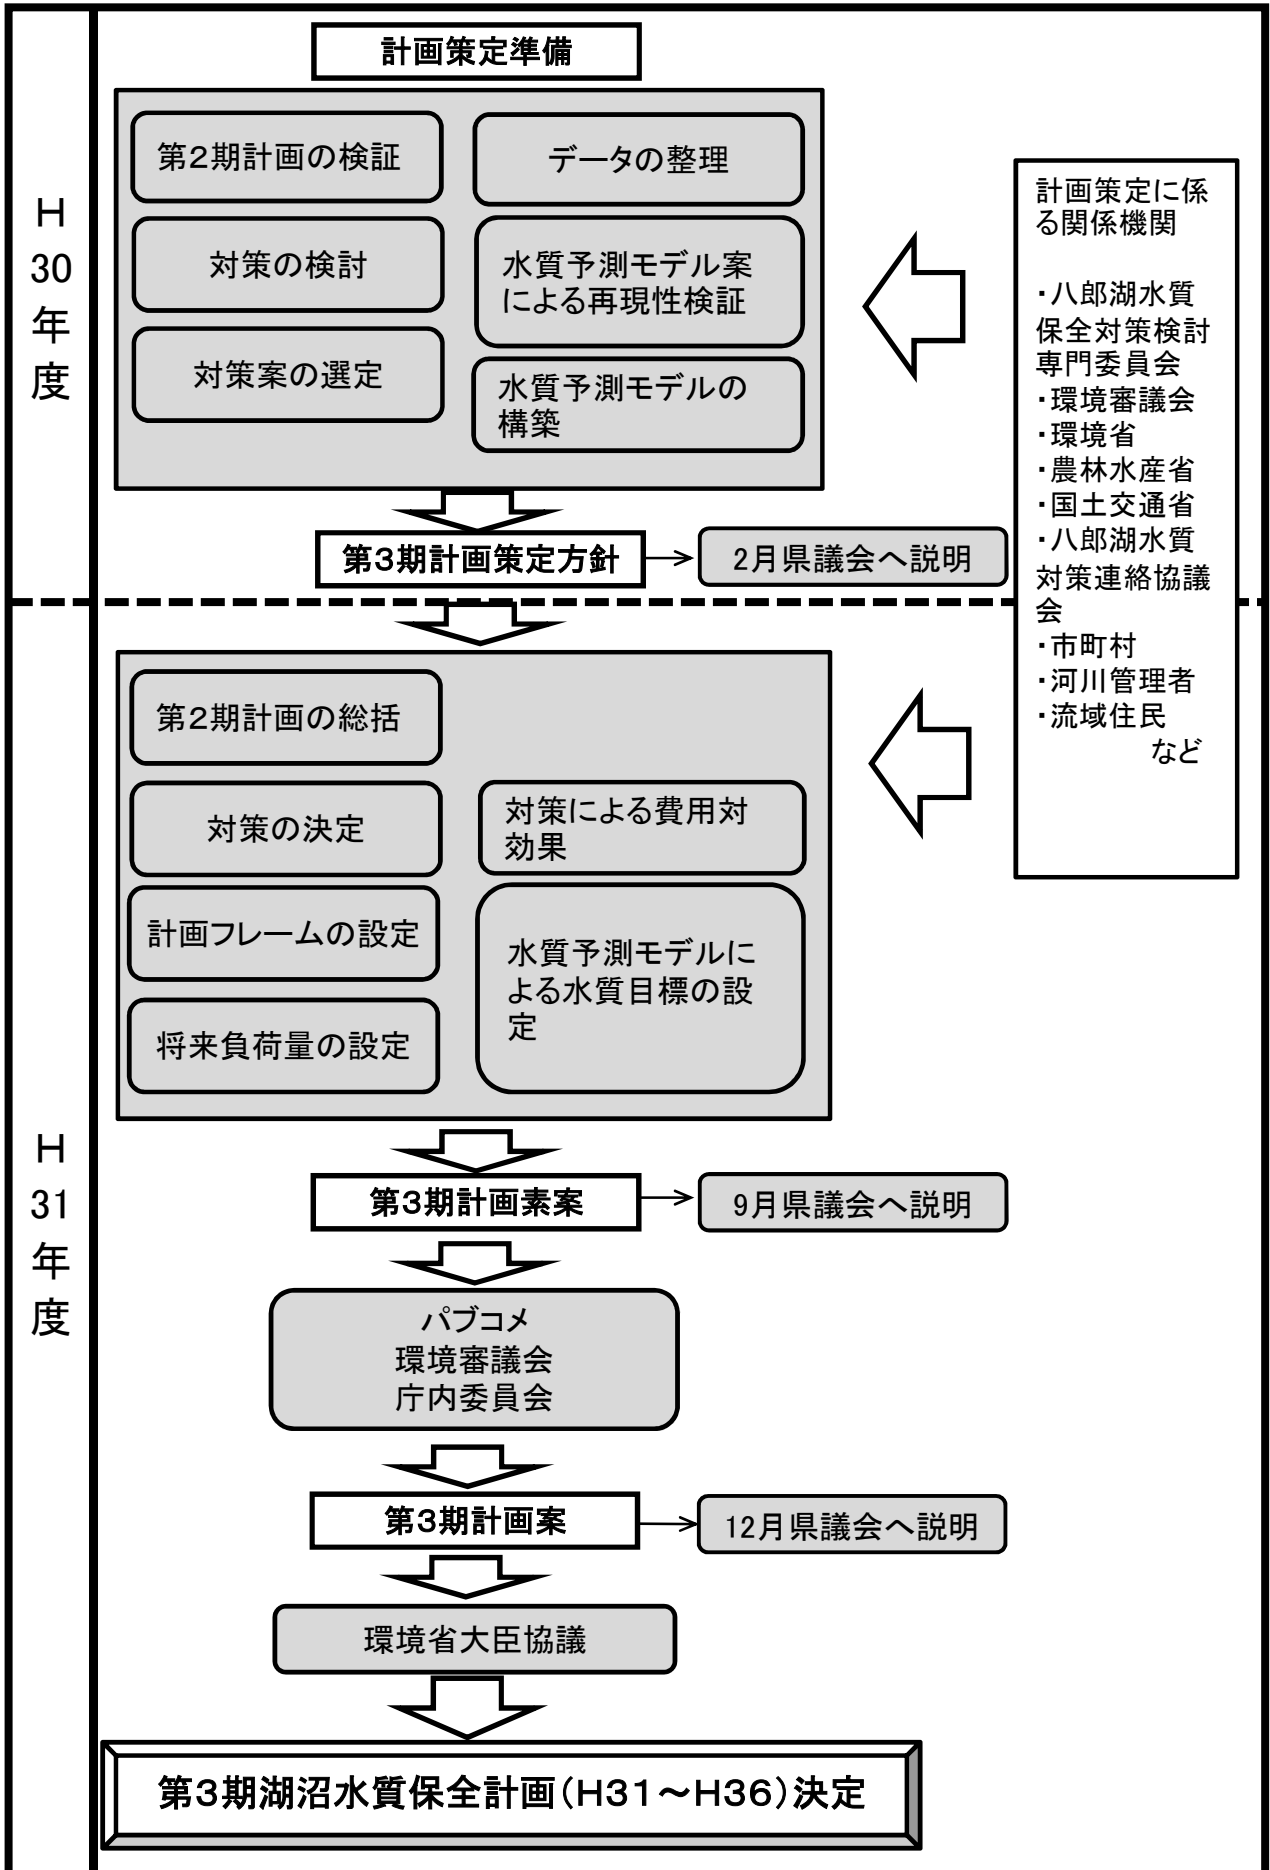 計画策定準備
H
30
年
度
第2期計画の検証
データの整理
対策の検討
水質予測モデル案
による再現性検証
対策案の選定
水質予測モデルの
構築
計画策定に係
る関係機関
・八郎湖水質
保全対策検討
専門委員会
・環境審議会
・環境省
・農林水産省
・国土交通省
・八郎湖水質
対策連絡協議
会
・市町村
・河川管理者
・流域住民
など
第3期計画策定方針
2月県議会へ説明
H
31
年
度
第2期計画の総括
対策の決定
対策による費用対
効果
計画フレームの設定
水質予測モデルに
よる水質目標の設
定
将来負荷量の設定
第3期計画素案
9月県議会へ説明
パブコメ
環境審議会
庁内委員会
第3期計画案
12月県議会へ説明
環境省大臣協議
第3期湖沼水質保全計画(H31～H36)決定